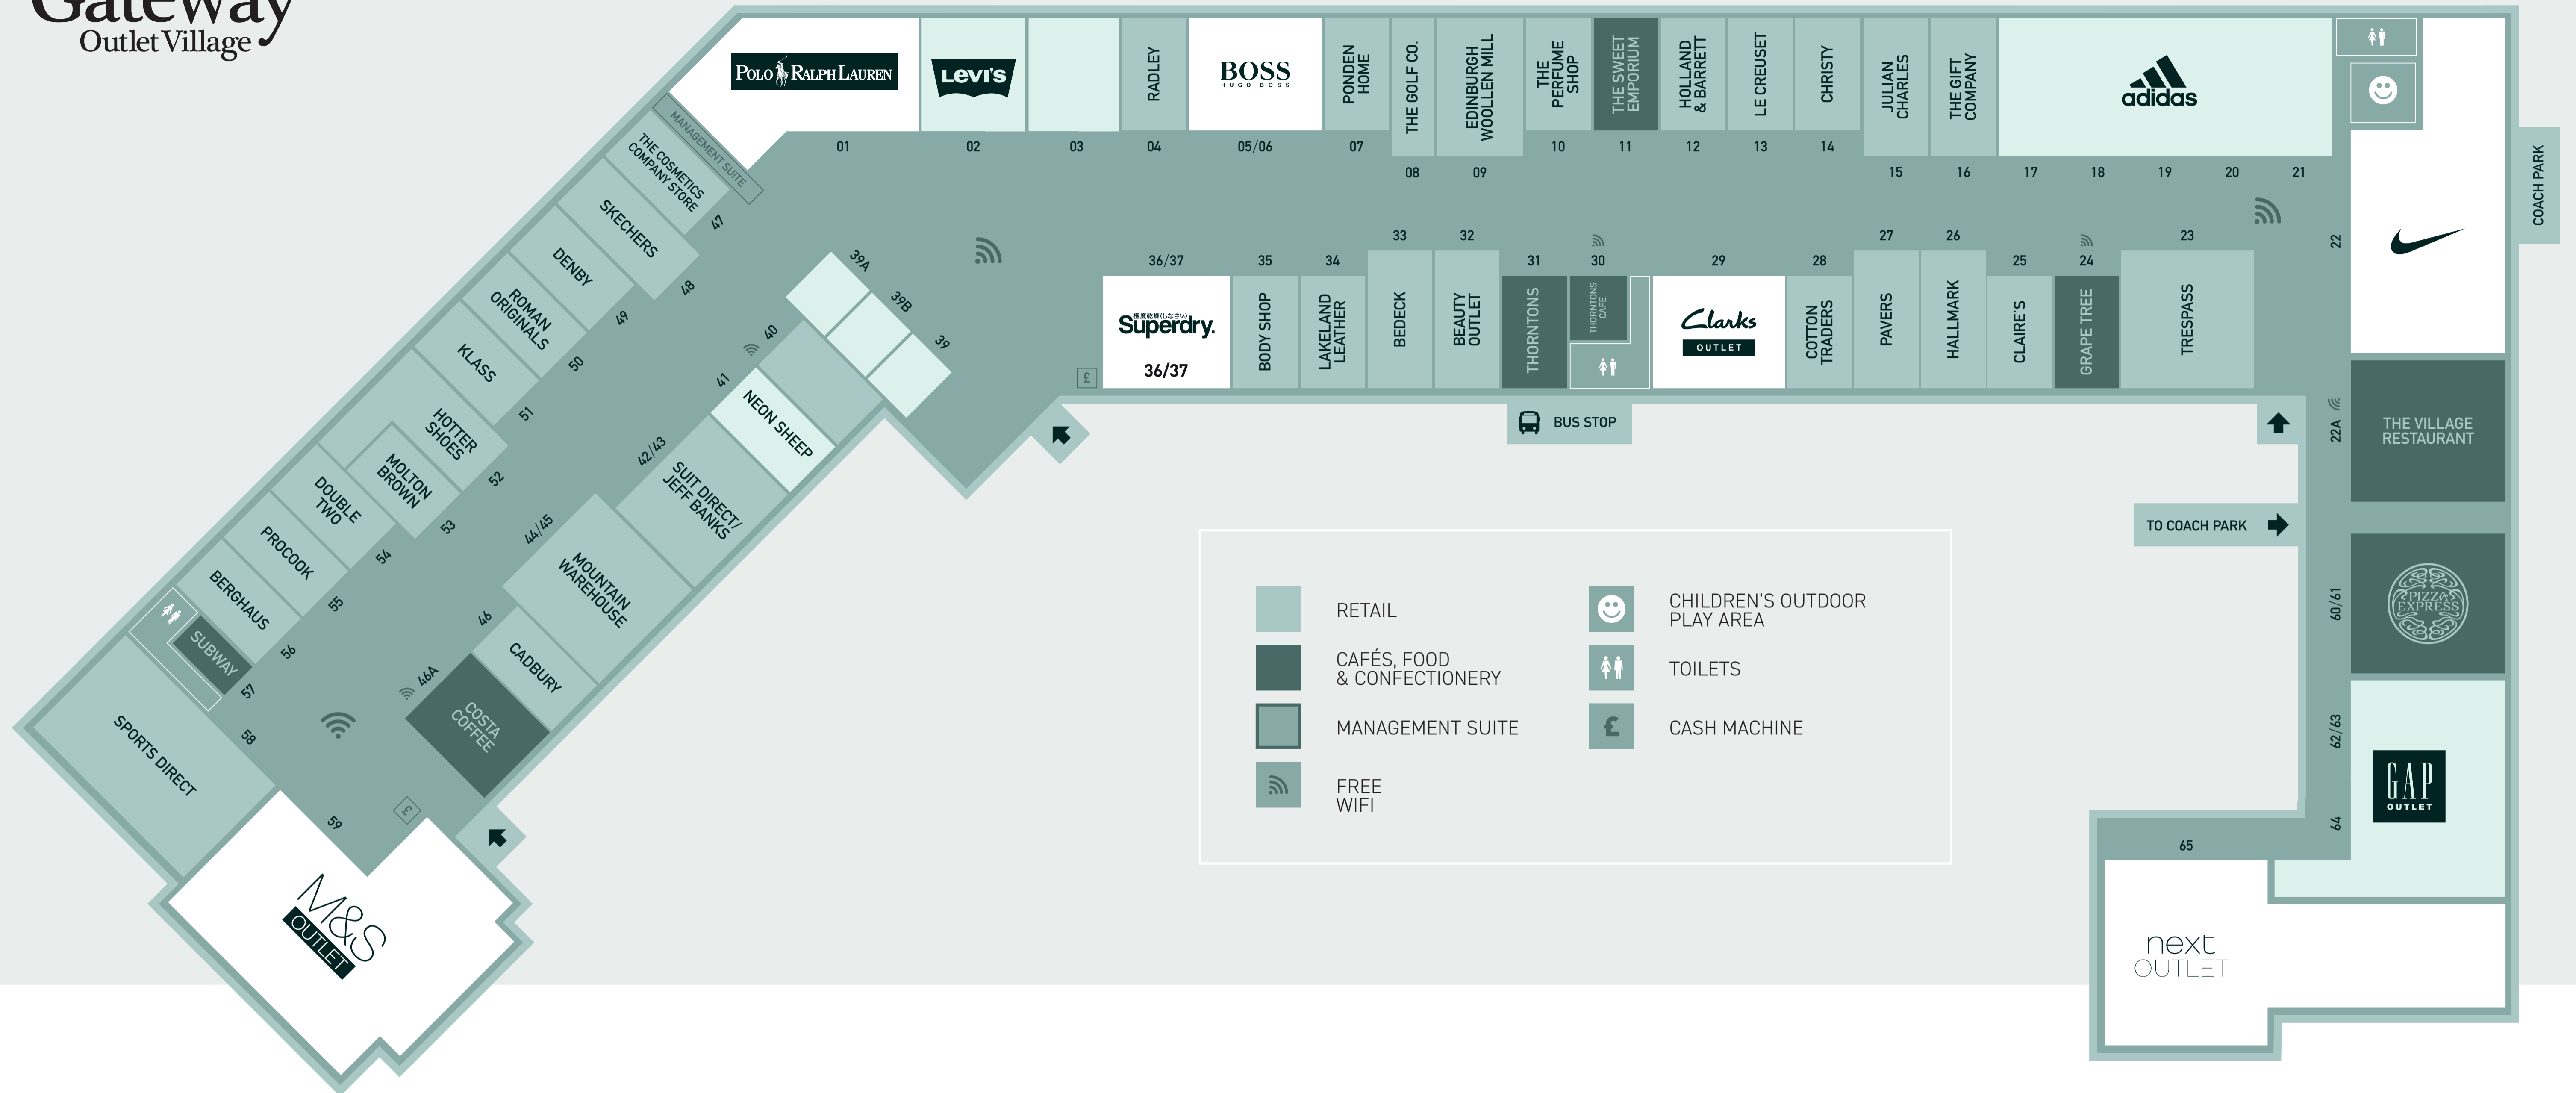 Gateway
Outlet Village
POLO RALPH LAUREN
LEVI'S
RADLEY
BOSS
HUGO BOSS
PONDEN
HOME
THE GOLF CO.
EDINBURGH
WOOLLEN MILL
THE
PERFUME
SHOP
THE SWEET
EMPORIUM
HOLLAND
& BARRETT
LE CREUSET
CHRISTY
JULIAN
CHARLES
THE GIFT
COMPANY
adidas
01
02
03
04
05/06
07
08
09
10
11
12
13
14
15
16
17
18
19
20
21
22
COACH PARK
MANAGEMENT SUITE
THE COSMETICS
COMPANY STORE
SKECHERS
DENBY
ROMAN
ORIGINALS
KLASS
HOTTER
SHOES
MOLTON
BROWN
DOUBLE
TWO
PROCOOK
BERGHAUS
SUBWAY
SPORTS DIRECT
47
48
49
50
51
52
53
54
55
56
57
58
59
M&S
OUTLET
39A
39B
39
40
41
42/43
44/45
46
46A
NEON SHEEP
SUIT DIRECT/
JEFF BANKS
MOUNTAIN
WAREHOUSE
CADBURY
COSTA
COFFEE
£
£
36/37
35
34
33
32
31
30
29
28
27
26
25
24
23
極度乾燥(しなさい)
Superdry.
36/37
BODY SHOP
LAKELAND
LEATHER
BEDECK
BEAUTY
OUTLET
THORNTONS
THORNTONS
CAFE
Clarks
OUTLET
COTTON
TRADERS
PAVERS
HALLMARK
CLAIRE'S
GRAPE TREE
TRESPASS
BUS STOP
22A
THE VILLAGE
RESTAURANT
TO COACH PARK
60/61
PIZZA
EXPRESS
62/63
64
GAP
OUTLET
65
next
OUTLET
RETAIL
CAFÉS, FOOD
& CONFECTIONERY
MANAGEMENT SUITE
FREE
WIFI
CHILDREN'S OUTDOOR
PLAY AREA
TOILETS
£
CASH MACHINE